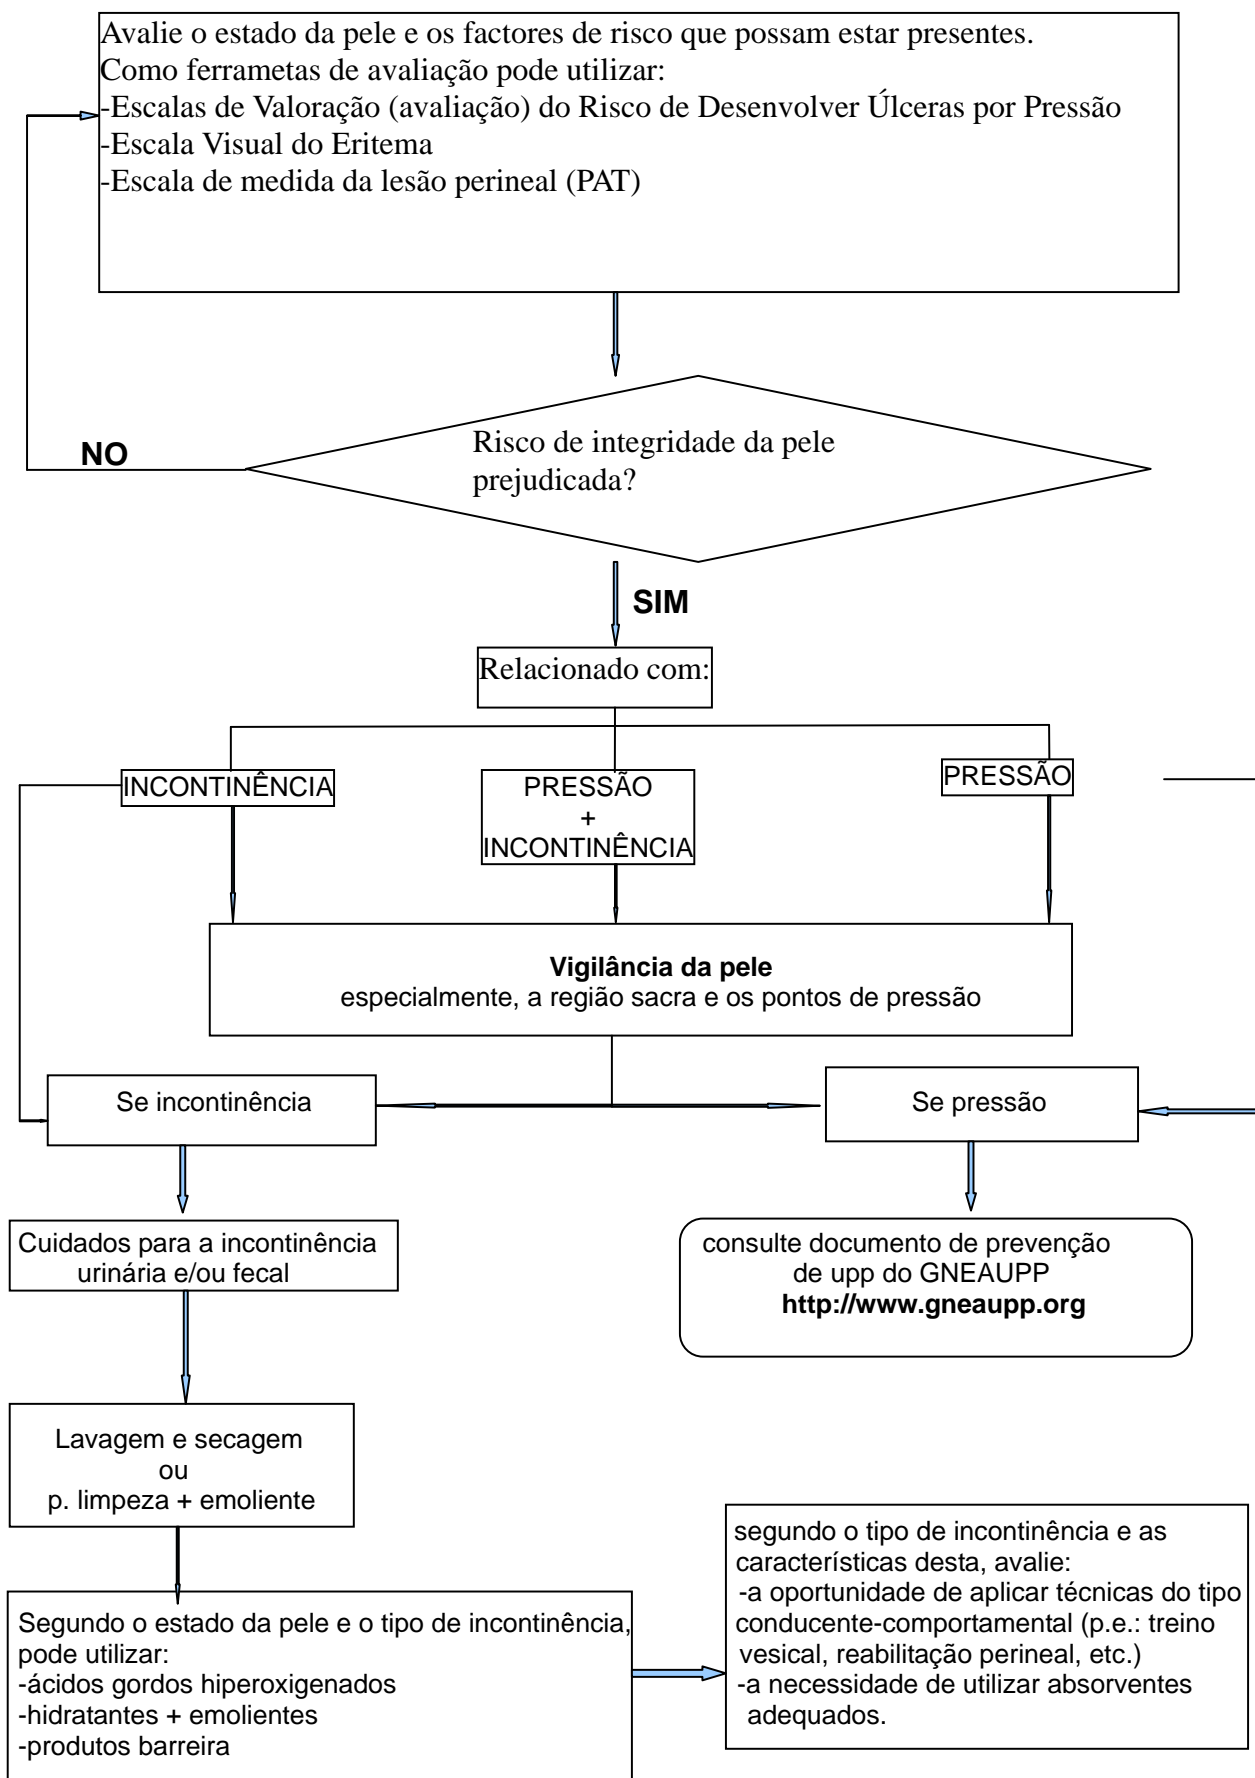 Avalie o estado da pele e os factores de risco que possam estar presentes.
Como ferrametas de avaliação pode utilizar:
-Escalas de Valoração (avaliação) do Risco de Desenvolver Úlceras por Pressão
-Escala Visual do Eritema
-Escala de medida da lesão perineal (PAT)
Risco de integridade da pele
prejudicada?
NO
SIM
Relacionado com:
INCONTINÊNCIA
PRESSÃO
+
INCONTINÊNCIA
PRESSÃO
Vigilância da pele
especialmente, a região sacra e os pontos de pressão
Se incontinência
Se pressão
Cuidados para a incontinência
urinária e/ou fecal
consulte documento de prevenção
de upp do GNEAUPP
http://www.gneaupp.org
Lavagem e secagem
ou
p. limpeza + emoliente
Segundo o estado da pele e o tipo de incontinência,
pode utilizar:
-ácidos gordos hiperoxigenados
-hidratantes + emolientes
-produtos barreira
segundo o tipo de incontinência e as
características desta, avalie:
-a oportunidade de aplicar técnicas do tipo
conducente-comportamental (p.e.: treino
vesical, reabilitação perineal, etc.)
-a necessidade de utilizar absorventes
adequados.